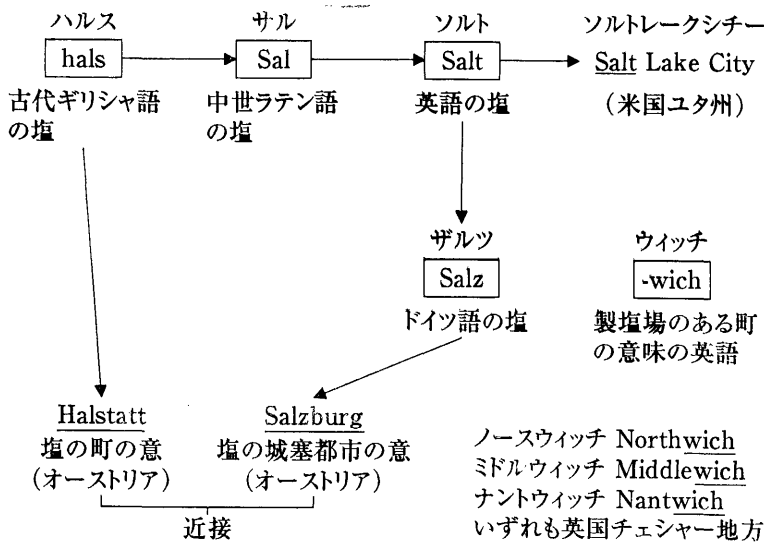 ハルス
hals
古代ギリシャ語
の塩
サル
Sal
中世ラテン語
の塩
ソルト
Salt
英語の塩
ソルトレークシチー
Salt Lake City
(米国ユタ州)
ザルツ
Salz
ドイツ語の塩
ウィッチ
-wich
製塩場のある町
の意味の英語
Halstatt
塩の町の意
(オーストリア)
Salzburg
塩の城塞都市の意
(オーストリア)
近接
ノースウィッチ Northwich
ミドルウィッチ Middlewich
ナントウィッチ Nantwich
いずれも英国チェシャー地方